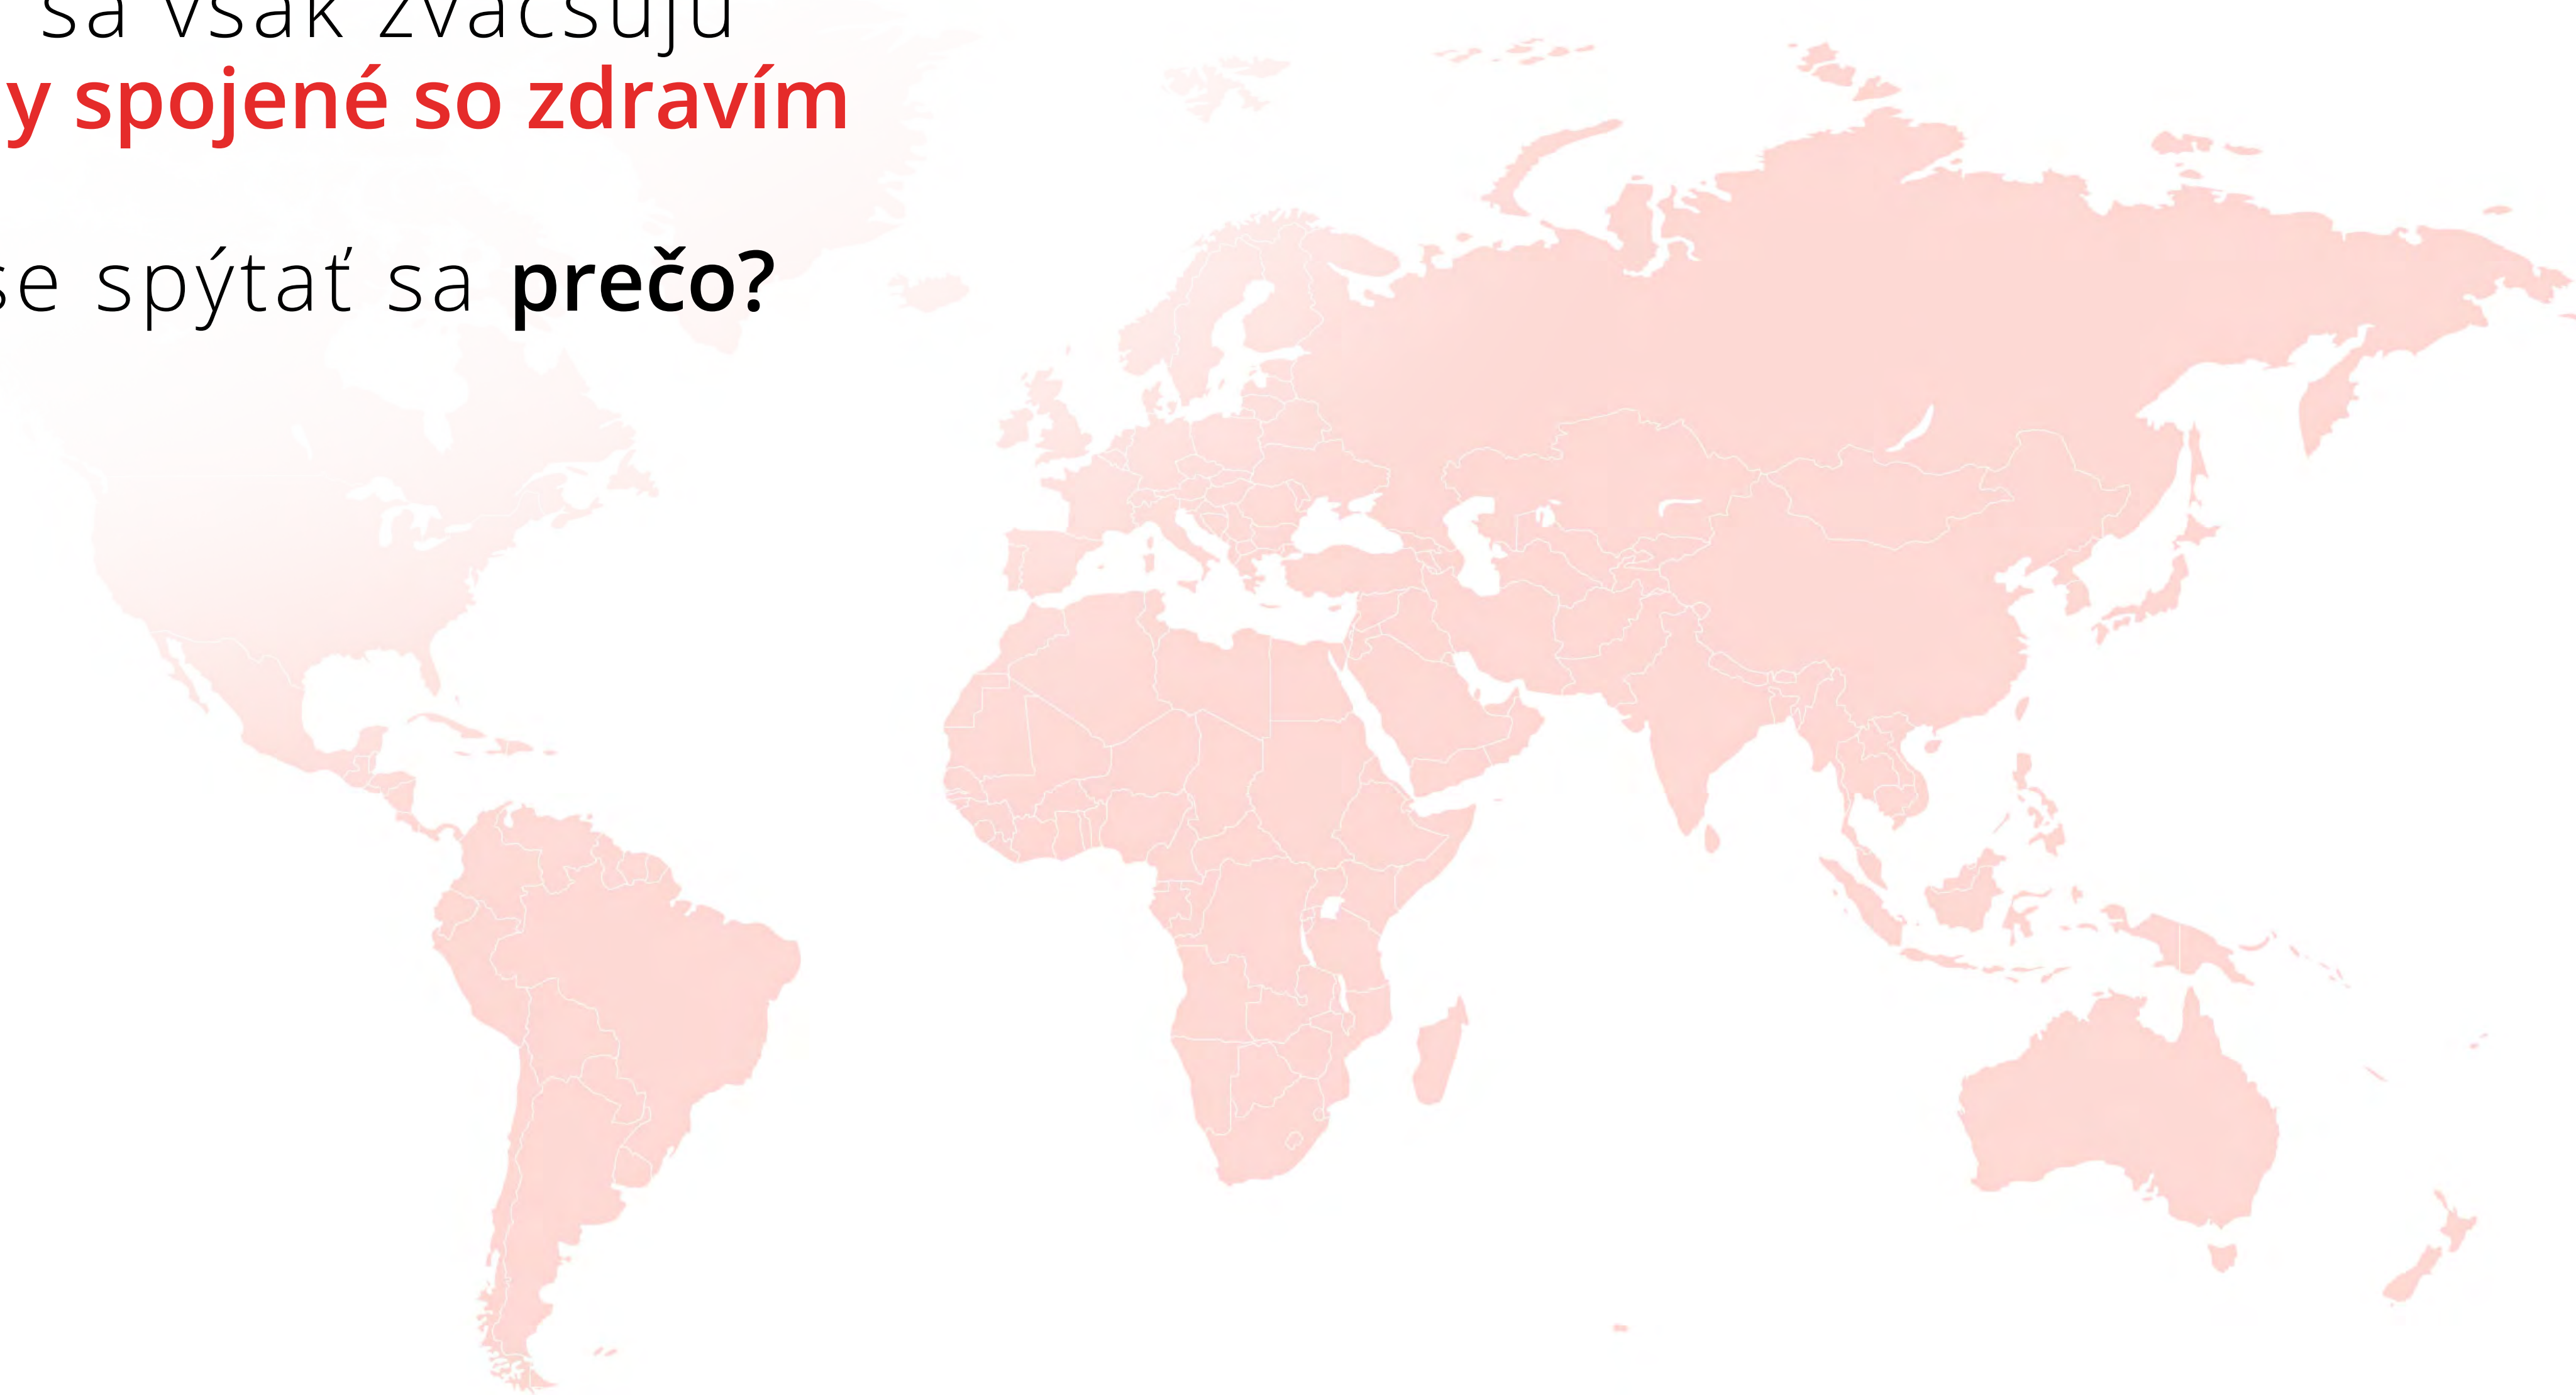 sa však zväčšujú
y spojené so zdravím
se spýtať sa prečo?